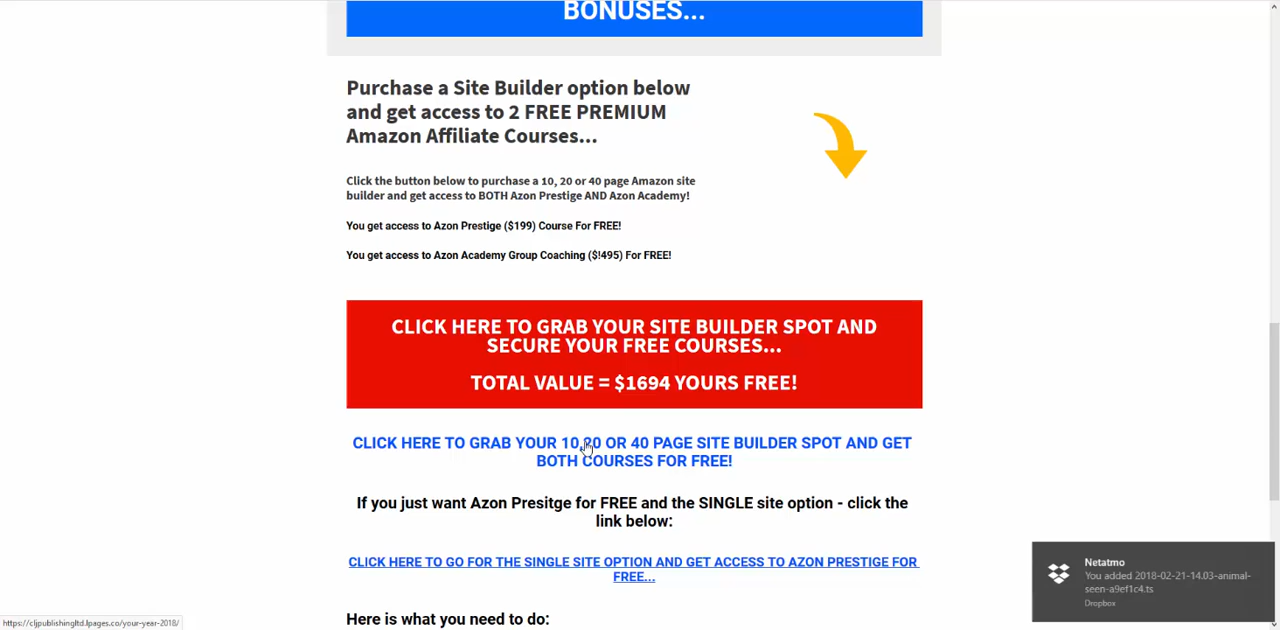 BONUSES...
Purchase a Site Builder option below
and get access to 2 FREE PREMIUM
Amazon Affiliate Courses...
Click the button below to purchase a 10, 20 or 40 page Amazon site
builder and get access to BOTH Azon Prestige AND Azon Academy!
You get access to Azon Prestige ($199) Course For FREE!
You get access to Azon Academy Group Coaching ($!495) For FREE!
CLICK HERE TO GRAB YOUR SITE BUILDER SPOT AND
SECURE YOUR FREE COURSES...
TOTAL VALUE = $1694 YOURS FREE!
CLICK HERE TO GRAB YOUR 10,20 OR 40 PAGE SITE BUILDER SPOT AND GET
BOTH COURSES FOR FREE!
If you just want Azon Presitge for FREE and the SINGLE site option - click the
link below:
CLICK HERE TO GO FOR THE SINGLE SITE OPTION AND GET ACCESS TO AZON PRESTIGE FOR
FREE...
Here is what you need to do:
Netatmo
You added 2018-02-21-14.03-animal-
seen-a9ef1c4.ts
Dropbox
https://cljpublishingltd.lpages.co/your-year-2018/